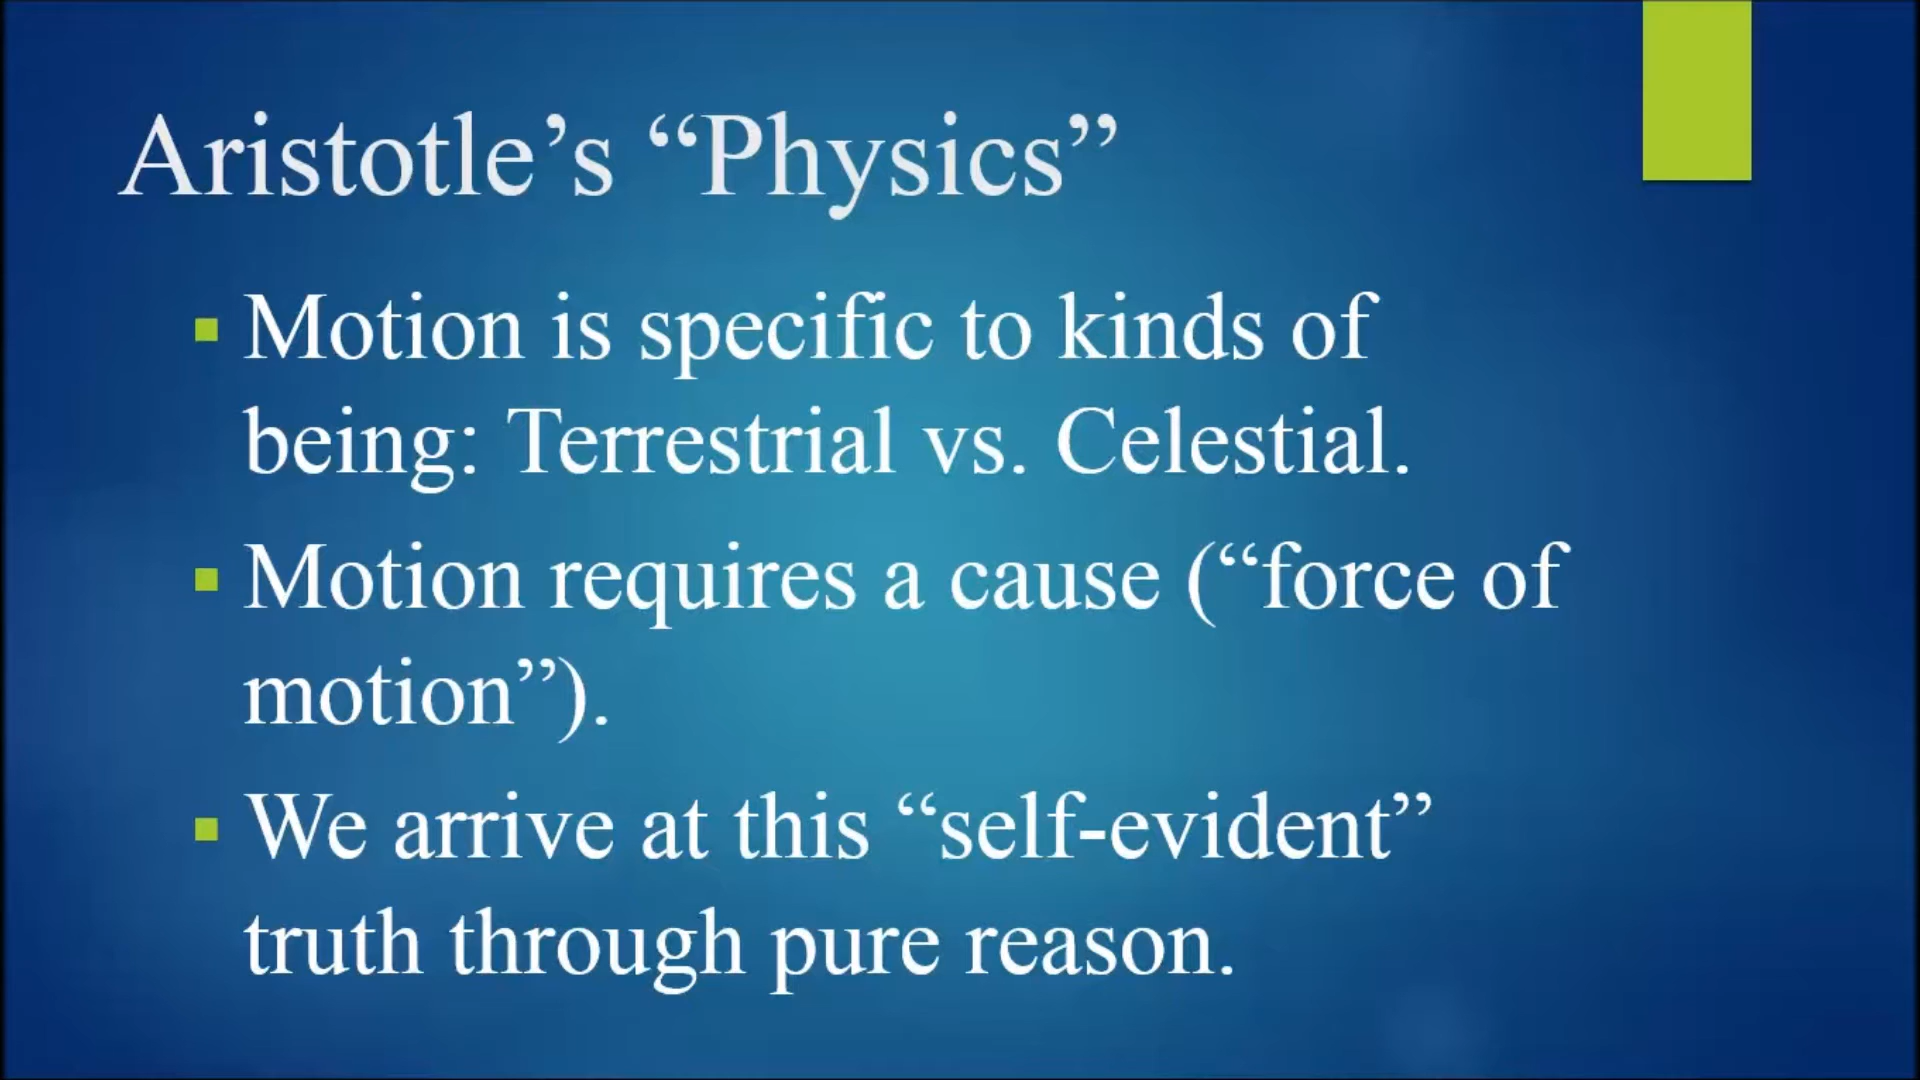 Aristotle’s “Physics”
▪ Motion is specific to kinds of
being: Terrestrial vs. Celestial.
▪ Motion requires a cause (“force of
motion”).
▪ We arrive at this “self-evident”
truth through pure reason.